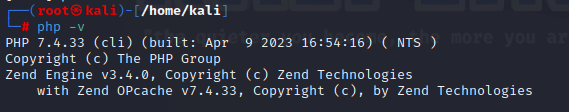 ┌──(root㉿kali)-[/home/kali]
└─# php -v
PHP 7.4.33 (cli) (built: Apr  9 2023 16:54:16) ( NTS )
Copyright (c) The PHP Group
Zend Engine v3.4.0, Copyright (c) Zend Technologies
    with Zend OPcache v7.4.33, Copyright (c), by Zend Technologies